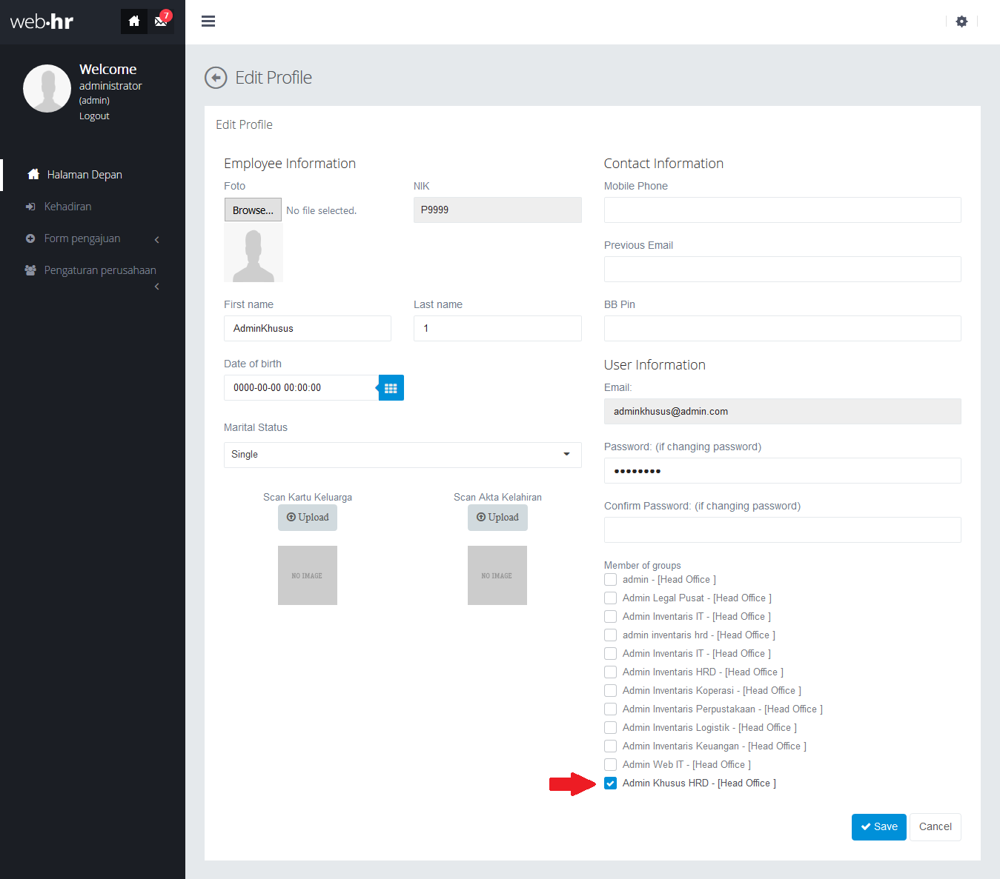 web·hr
7
Welcome
administrator
(admin)
Logout
Halaman Depan
Kehadiran
Form pengajuan
Pengaturan perusahaan
Edit Profile
Edit Profile
Employee Information
Foto
Browse...
No file selected.
NIK
P9999
First name
AdminKhusus
Last name
1
Date of birth
0000-00-00 00:00:00
Marital Status
Single
Scan Kartu Keluarga
Upload
NO IMAGE
Scan Akta Kelahiran
Upload
NO IMAGE
Contact Information
Mobile Phone
Previous Email
BB Pin
User Information
Email:
adminkhusus@admin.com
Password: (if changing password)
••••••••
Confirm Password: (if changing password)
Member of groups
admin - [Head Office ]
Admin Legal Pusat - [Head Office ]
Admin Inventaris IT - [Head Office ]
admin inventaris hrd - [Head Office ]
Admin Inventaris IT - [Head Office ]
Admin Inventaris HRD - [Head Office ]
Admin Inventaris Koperasi - [Head Office ]
Admin Inventaris Perpustakaan - [Head Office ]
Admin Inventaris Logistik - [Head Office ]
Admin Inventaris Keuangan - [Head Office ]
Admin Web IT - [Head Office ]
Admin Khusus HRD - [Head Office ]
Save
Cancel